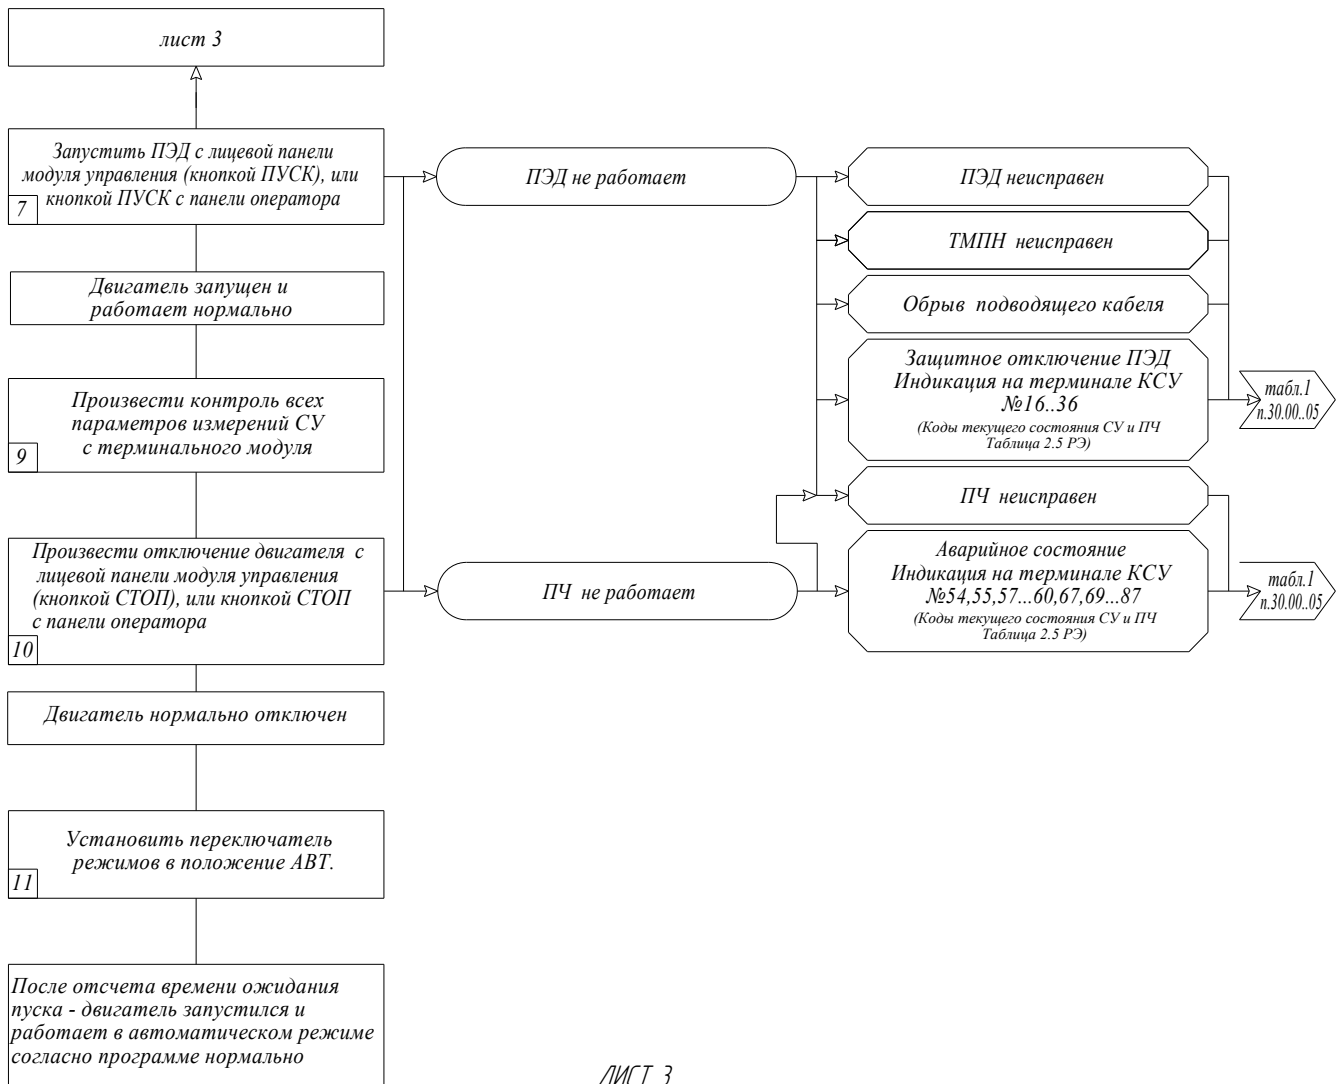 лист 3
Запустить ПЭД с лицевой панели
модуля управления (кнопкой ПУСК), или
кнопкой ПУСК с панели оператора
7
Двигатель запущен и
работает нормально
Произвести контроль всех
параметров измерений СУ
с терминального модуля
9
Произвести отключение двигателя с
лицевой панели модуля управления
(кнопкой СТОП), или кнопкой СТОП
с панели оператора
10
Двигатель нормально отключен
Установить переключатель
режимов в положение АВТ.
11
После отсчета времени ожидания
пуска - двигатель запустился и
работает в автоматическом режиме
согласно программе нормально
ПЭД не работает
ПЧ не работает
ПЭД неисправен
ТМПН неисправен
Обрыв подводящего кабеля
Защитное отключение ПЭД
Индикация на терминале КСУ
№16..36
(Коды текущего состояния СУ и ПЧ
Таблица 2.5 РЭ)
ПЧ неисправен
Аварийное состояние
Индикация на терминале КСУ
№54,55,57...60,67,69...87
(Коды текущего состояния СУ и ПЧ
Таблица 2.5 РЭ)
табл.1
п.30.00..05
табл.1
п.30.00..05
ЛИСТ 3